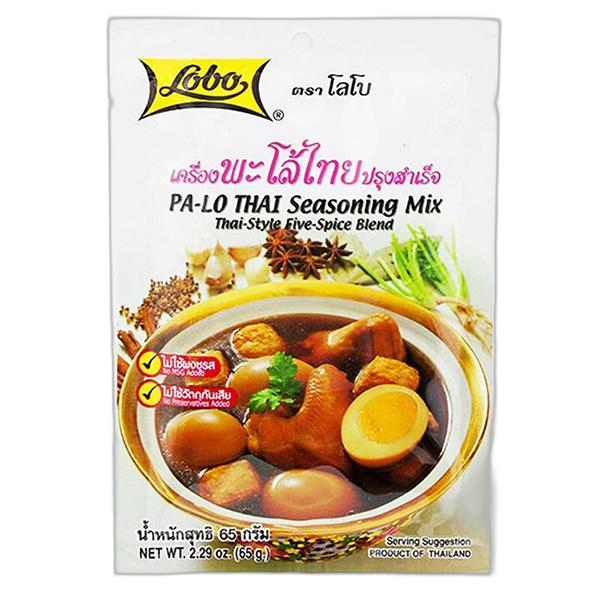 Lobo
®
ตรา โลโบ
เครื่องพะโล้ไทยปรุงสำเร็จ
PA-LO THAI Seasoning Mix
Thai-Style Five-Spice Blend
ไม่ใช้ผงชูรส
No MSG Added
ไม่ใช้วัตถุกันเสีย
No Preservatives Added
น้ำหนักสุทธิ 65 กรัม
NET WT. 2.29 oz. (65 g.)
Serving Suggestion
PRODUCT OF THAILAND